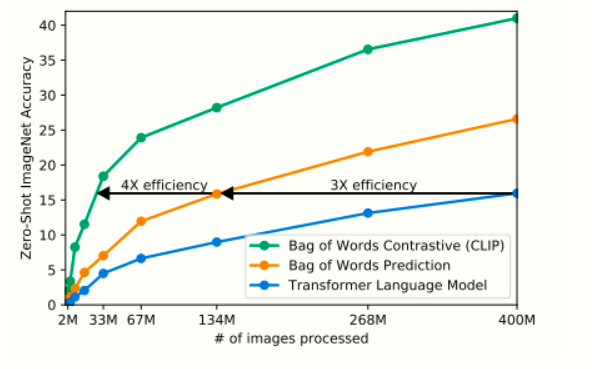 40
35
30
25
20
15
10
5
0
Zero-Shot ImageNet Accuracy
4X efficiency
3X efficiency
Bag of Words Contrastive (CLIP)
Bag of Words Prediction
Transformer Language Model
2M 33M 67M 134M 268M 400M
# of images processed